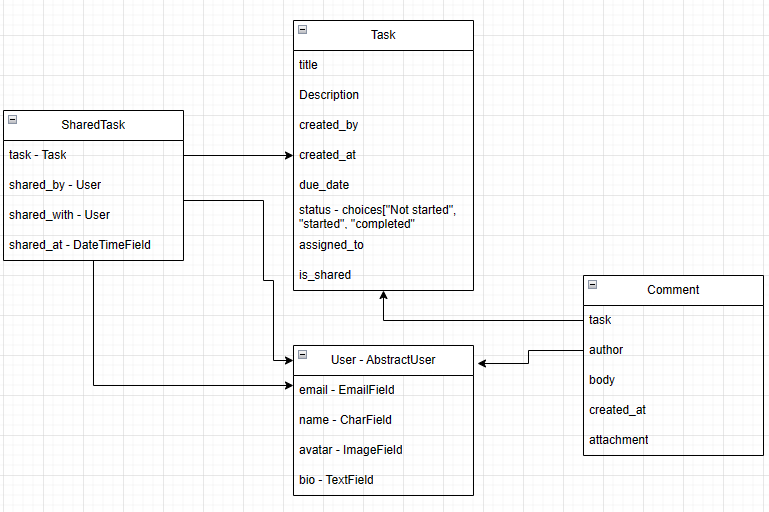 Task
title
Description
created_by
created_at
due_date
status - choices["Not started",
"started", "completed"
assigned_to
is_shared
SharedTask
task - Task
shared_by - User
shared_with - User
shared_at - DateTimeField
User - AbstractUser
email - EmailField
name - CharField
avatar - ImageField
bio - TextField
Comment
task
author
body
created_at
attachment